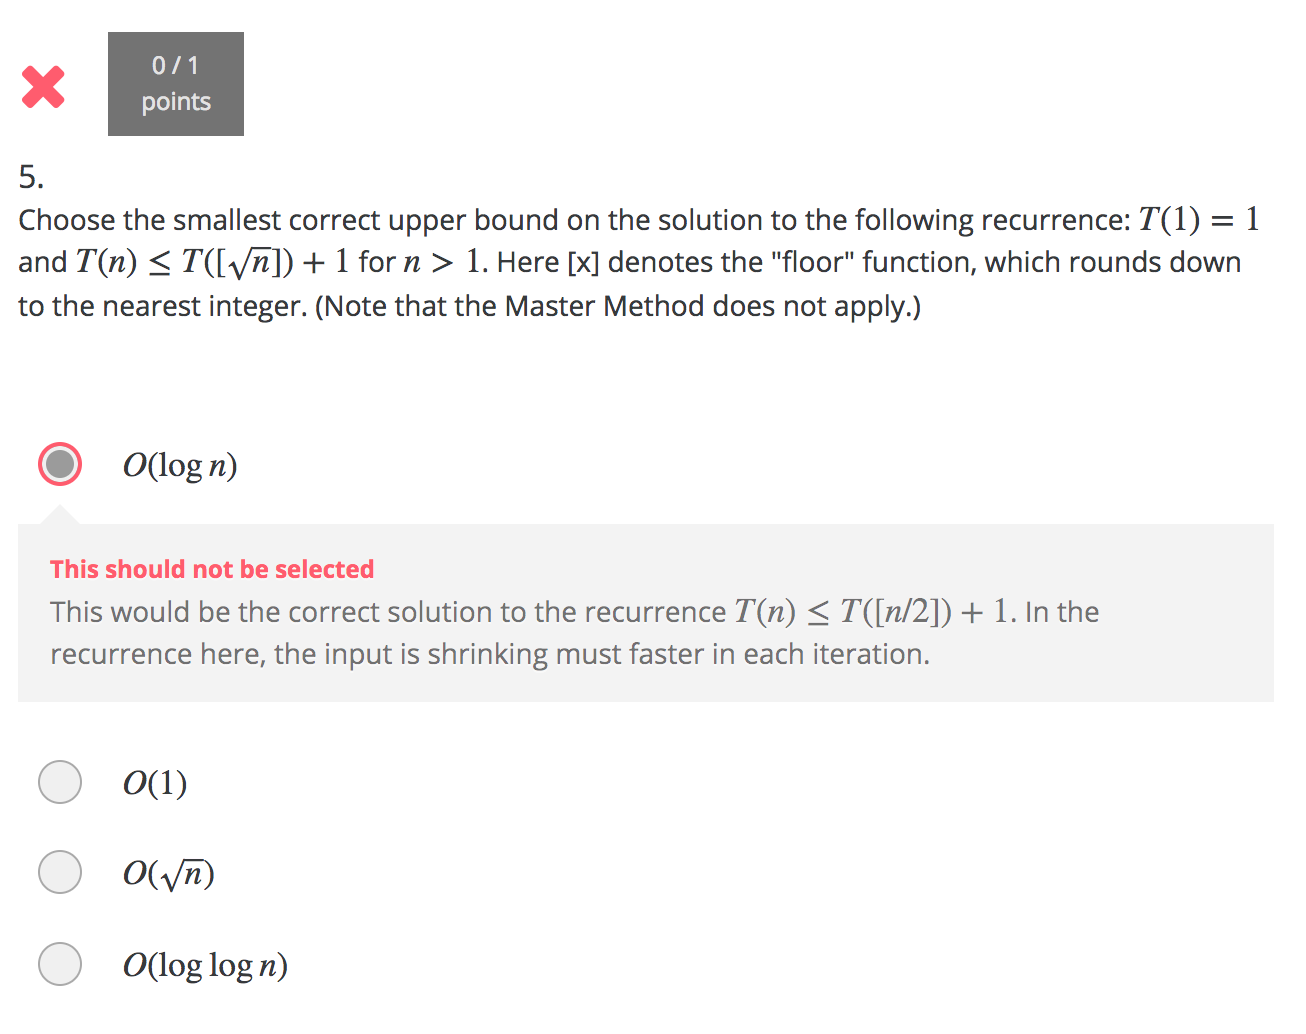 0 / 1
points
5.
Choose the smallest correct upper bound on the solution to the following recurrence: T(1) = 1
and T(n) ≤ T([√n]) + 1 for n > 1. Here [x] denotes the "floor" function, which rounds down
to the nearest integer. (Note that the Master Method does not apply.)
O(log n)
This should not be selected
This would be the correct solution to the recurrence T(n) ≤ T([n/2]) + 1. In the
recurrence here, the input is shrinking must faster in each iteration.
O(1)
O(√n)
O(log log n)